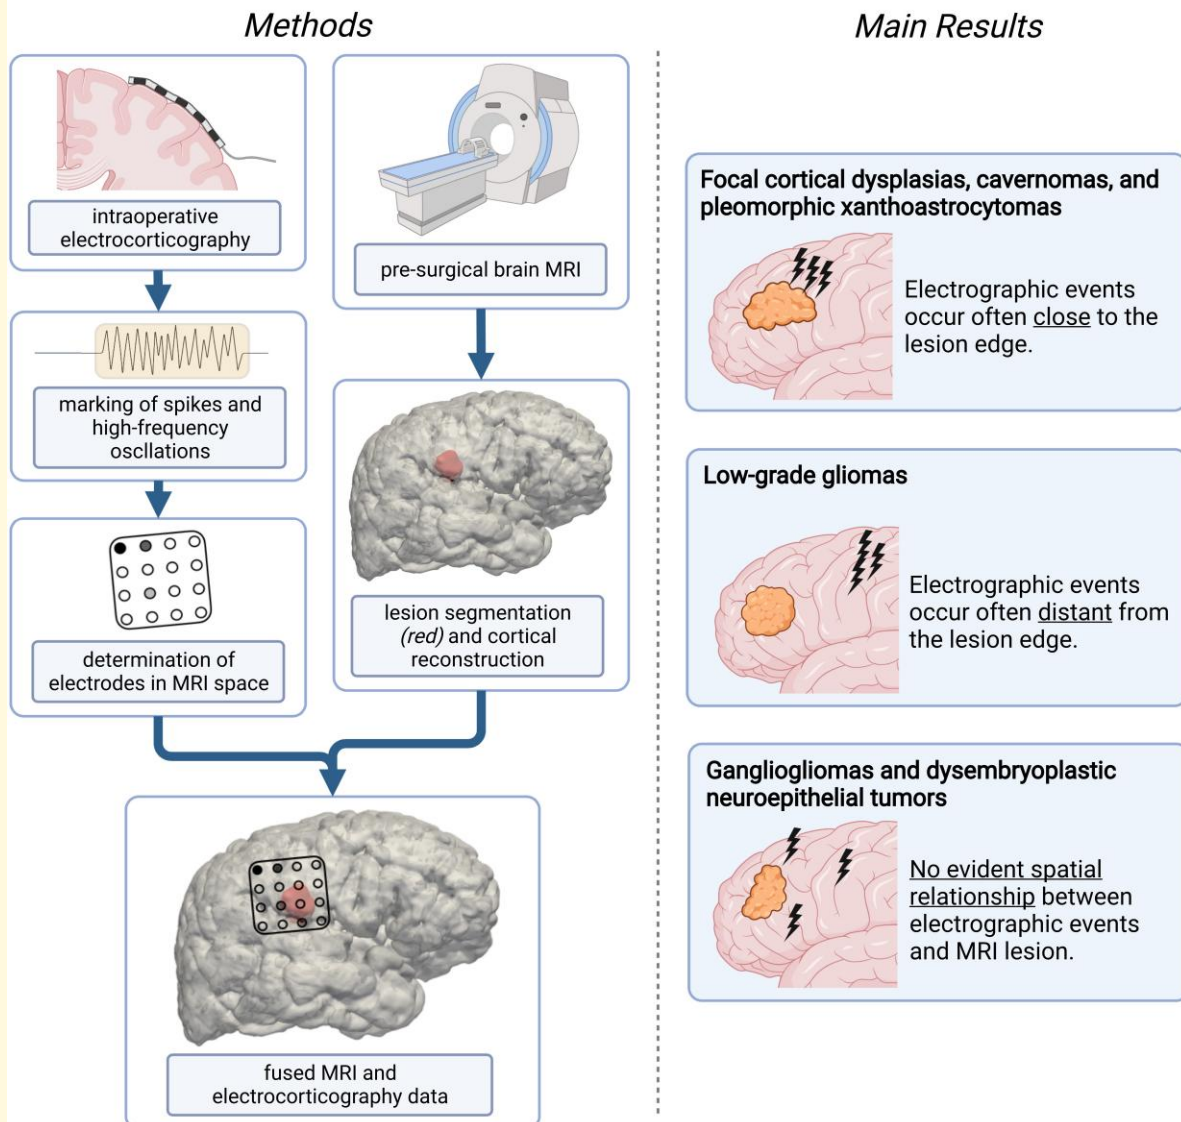 Methods
intraoperative
electrocorticography
marking of spikes and
high-frequency
oscllations
determination of
electrodes in MRI space
pre-surgical brain MRI
lesion segmentation
(red) and cortical
reconstruction
fused MRI and
electrocorticography data
Main Results
Focal cortical dysplasias, cavernomas, and
pleomorphic xanthoastrocytomas
Electrographic events
occur often close to the
lesion edge.
Low-grade gliomas
Electrographic events
occur often distant from
the lesion edge.
Gangliogliomas and dysembryoplastic
neuroepithelial tumors
No evident spatial
relationship between
electrographic events
and MRI lesion.